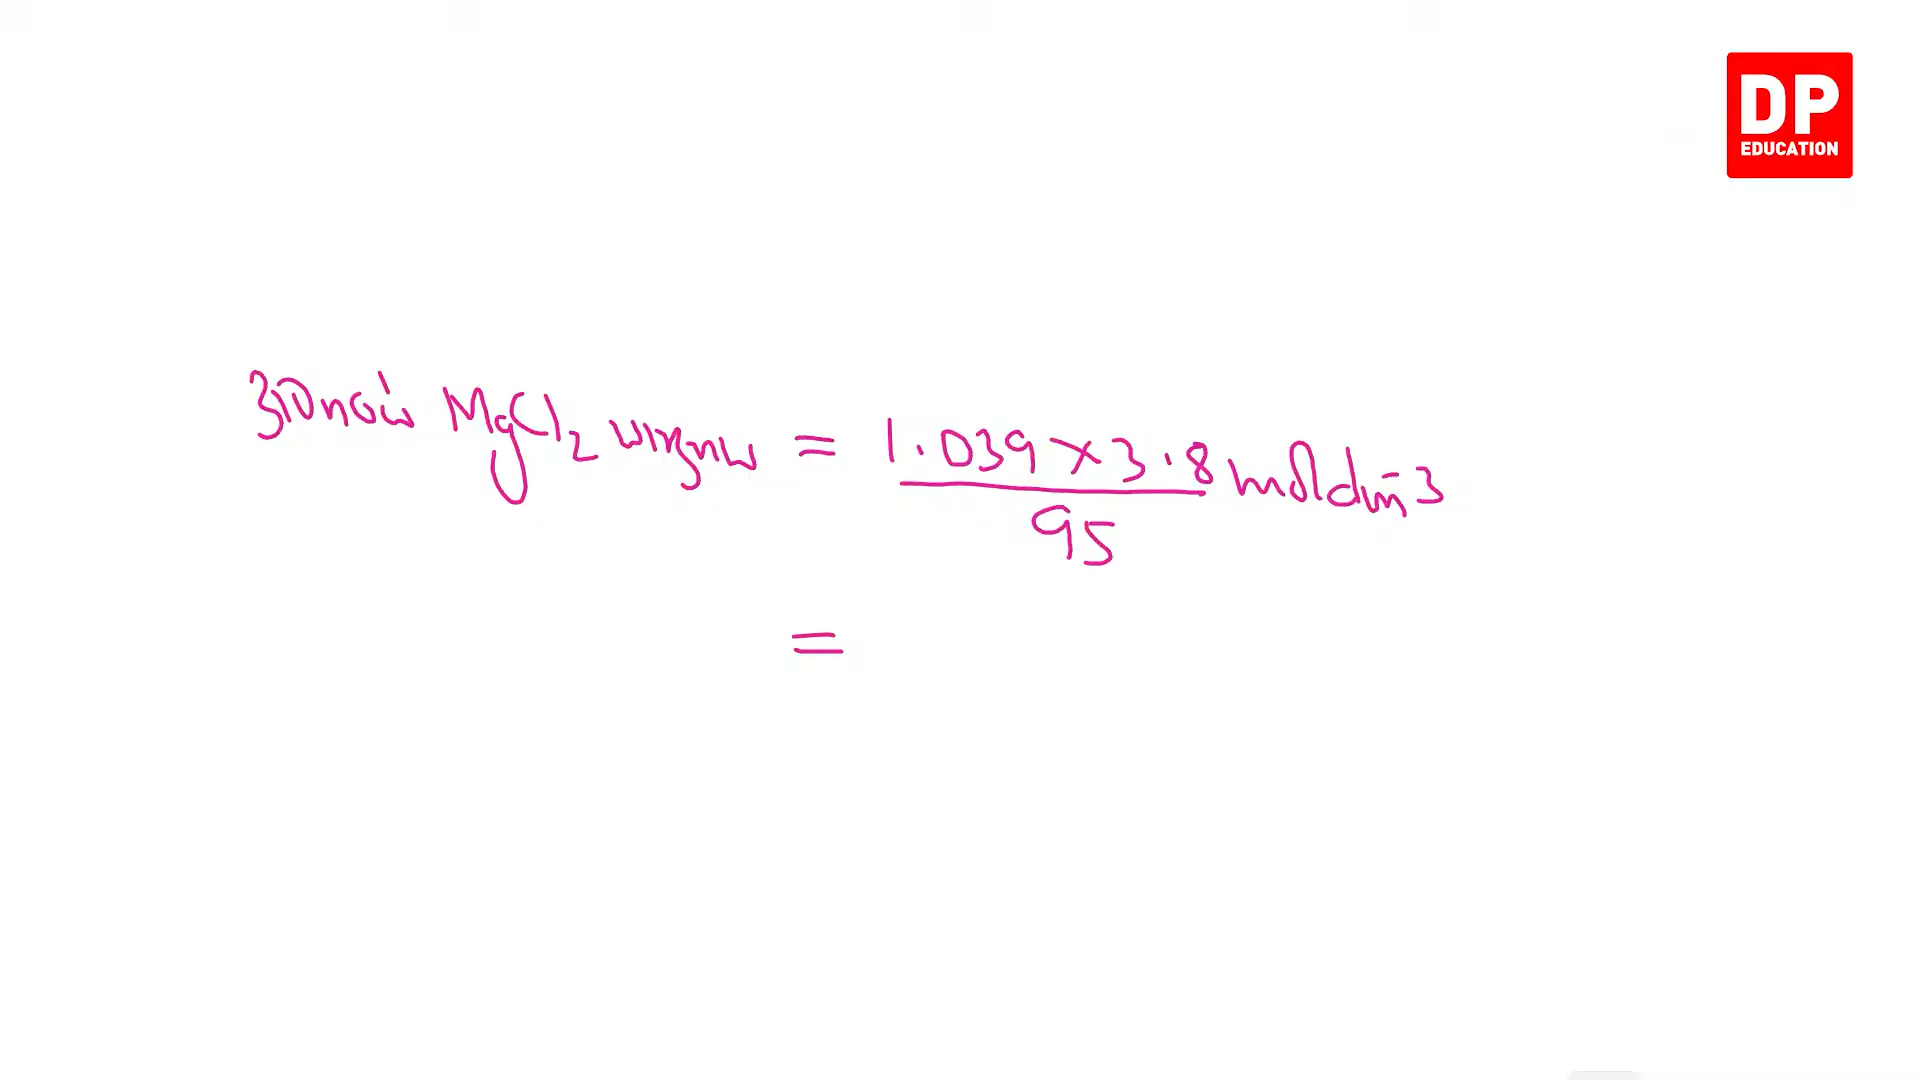 DP
EDUCATION
MgCl2 = 1.039 × 3.8 moldm-3
95
=